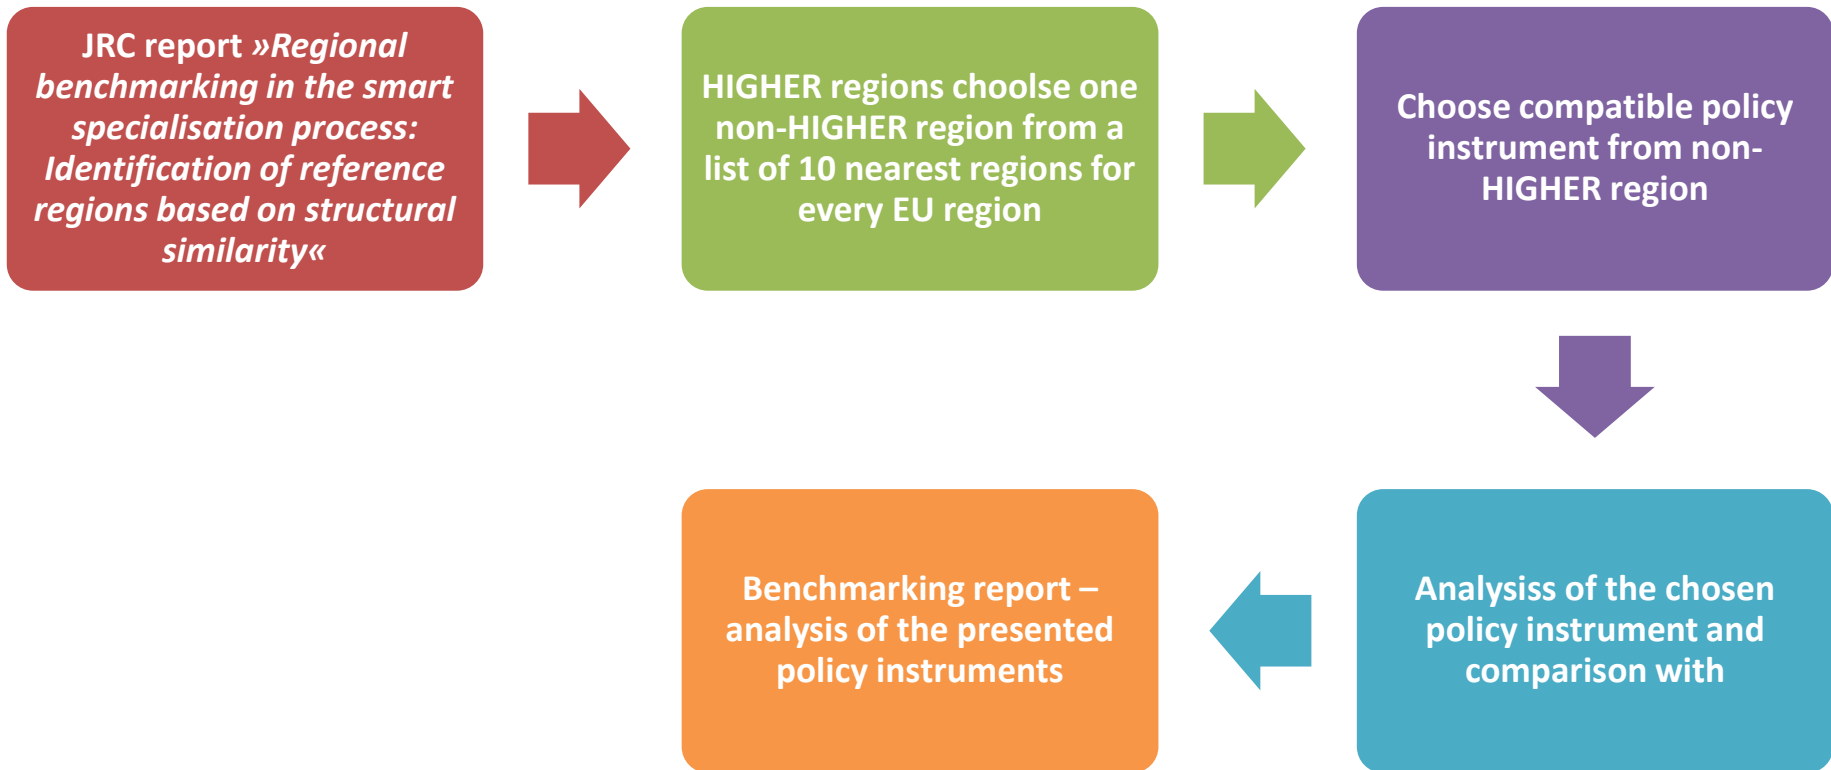 JRC report »Regional
benchmarking in the smart
specialisation process:
Identification of reference
regions based on structural
similarity«
HIGHER regions choolse one
non-HIGHER region from a
list of 10 nearest regions for
every EU region
Choose compatible policy
instrument from non-
HIGHER region
Analysiss of the chosen
policy instrument and
comparison with
Benchmarking report –
analysis of the presented
policy instruments